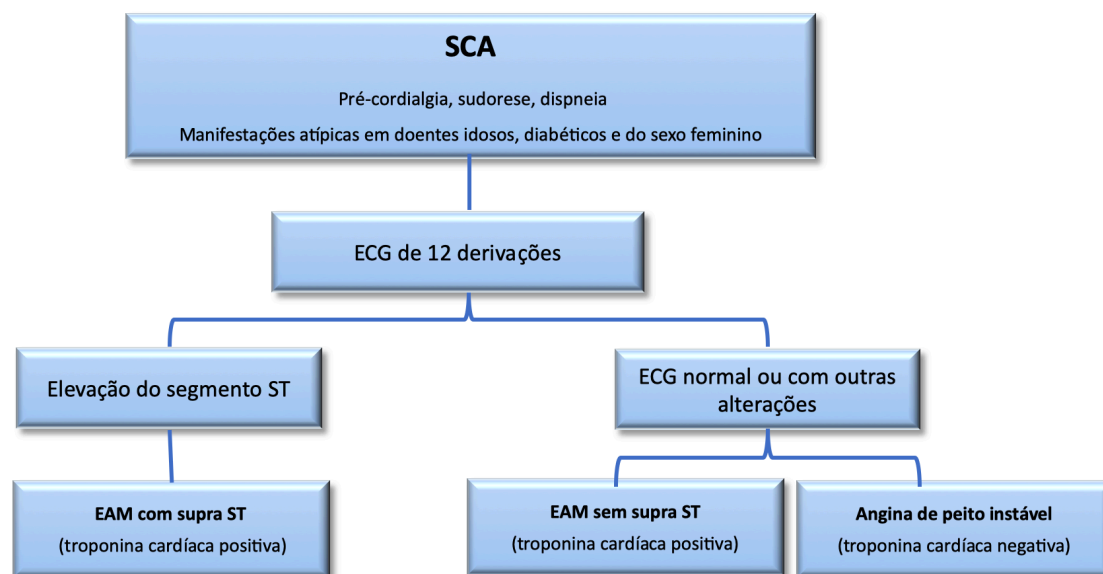 SCA
Pré-cordialgia, sudorese, dispneia
Manifestações atípicas em doentes idosos, diabéticos e do sexo feminino
ECG de 12 derivações
Elevação do segmento ST
ECG normal ou com outras
alterações
EAM com supra ST
(troponina cardíaca positiva)
EAM sem supra ST
(troponina cardíaca positiva)
Angina de peito instável
(troponina cardíaca negativa)